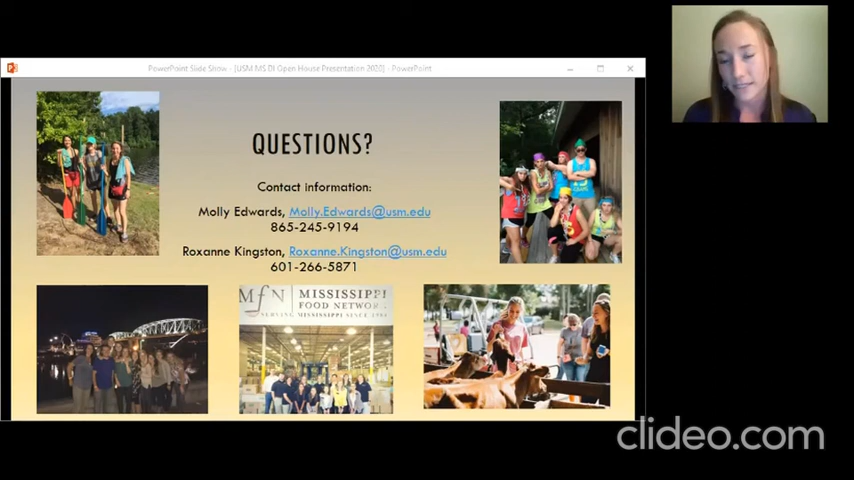 PowerPoint Slide Show - [USM MS DI Open House Presentation 2020] - PowerPoint
QUESTIONS?
Contact information:
Molly Edwards, Molly.Edwards@usm.edu
865-245-9194
Roxanne Kingston, Roxanne.Kingston@usm.edu
601-266-5871
MFN
MISSISSIPPI
FOOD NETWORK
SERVING MISSISSIPPI SINCE 1984
clideo.com